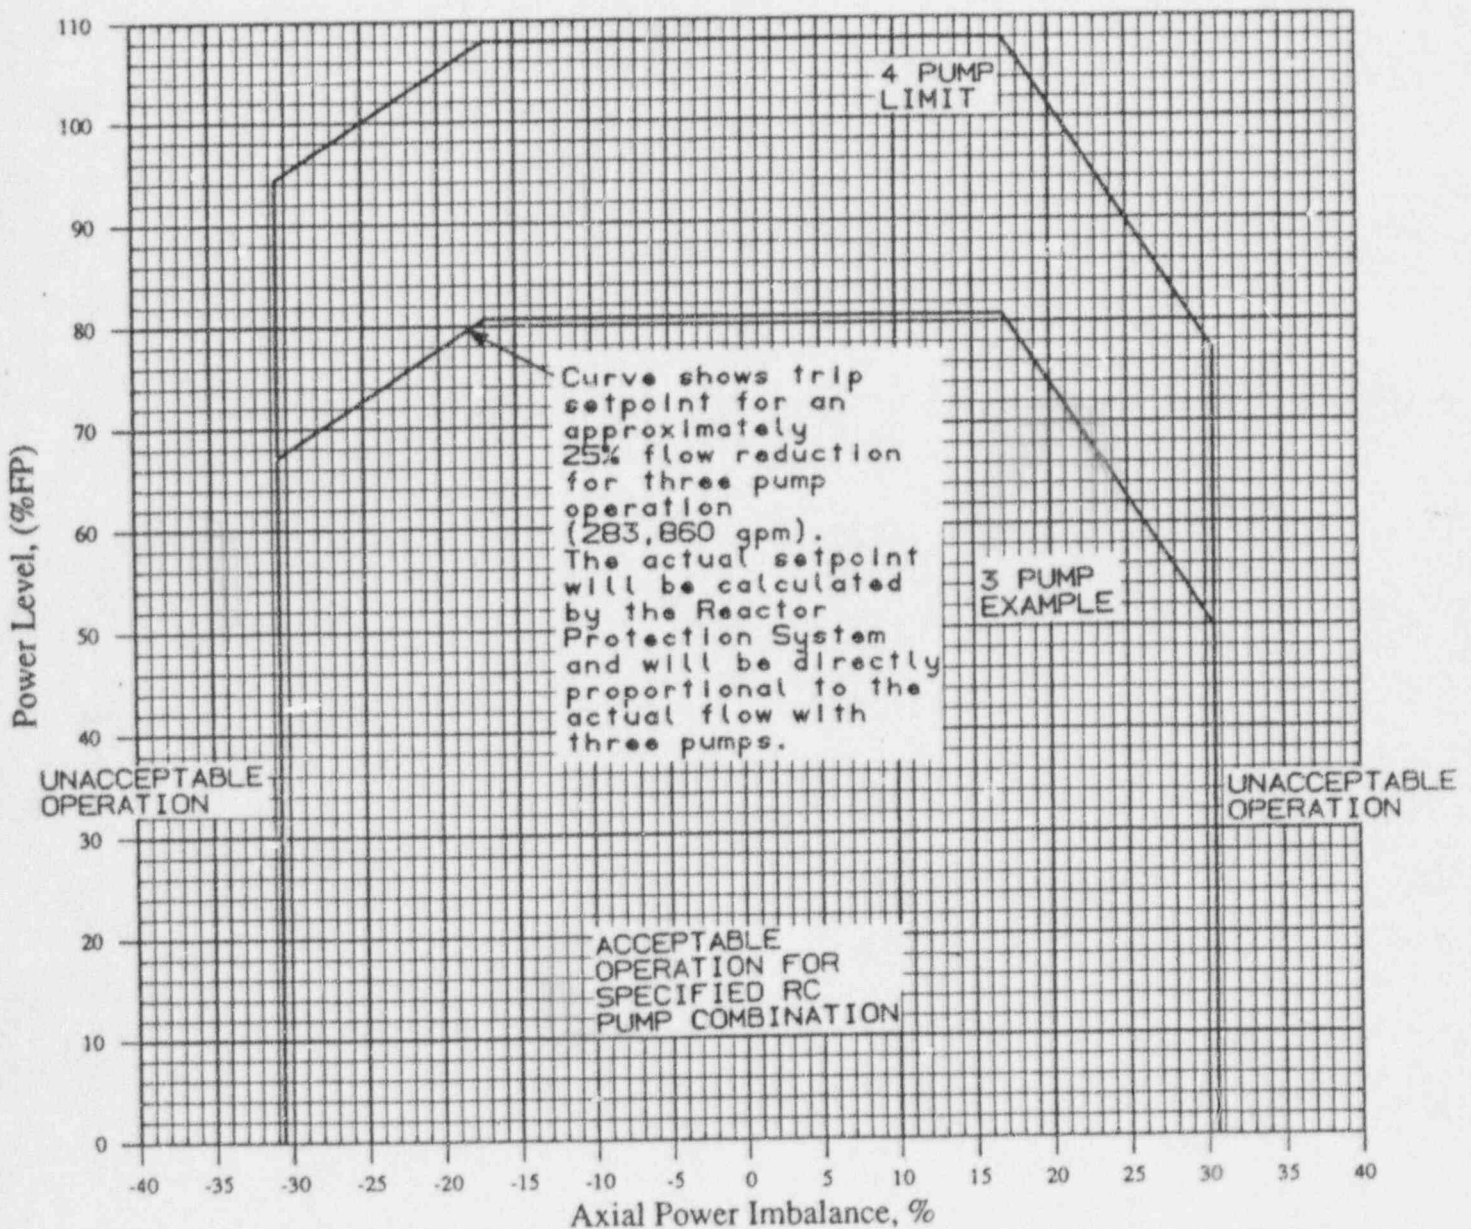 110
100
90
80
70
60
50
40
30
20
10
0
Power Level, (%FP)
4 PUMP
LIMIT
Curve shows trip
setpoint for an
approximately
25% flow reduction
for three pump
operation
(283,860 gpm).
The actual setpoint
will be calculated
by the Reactor
Protection System
and will be directly
proportional to the
actual flow with
three pumps.
3 PUMP
EXAMPLE
UNACCEPTABLE
OPERATION
UNACCEPTABLE
OPERATION
ACCEPTABLE
OPERATION FOR
SPECIFIED RC
PUMP COMBINATION
-40 -35 -30 -25 -20 -15 -10 -5 0 5 10 15 20 25 30 35 40
Axial Power Imbalance, %